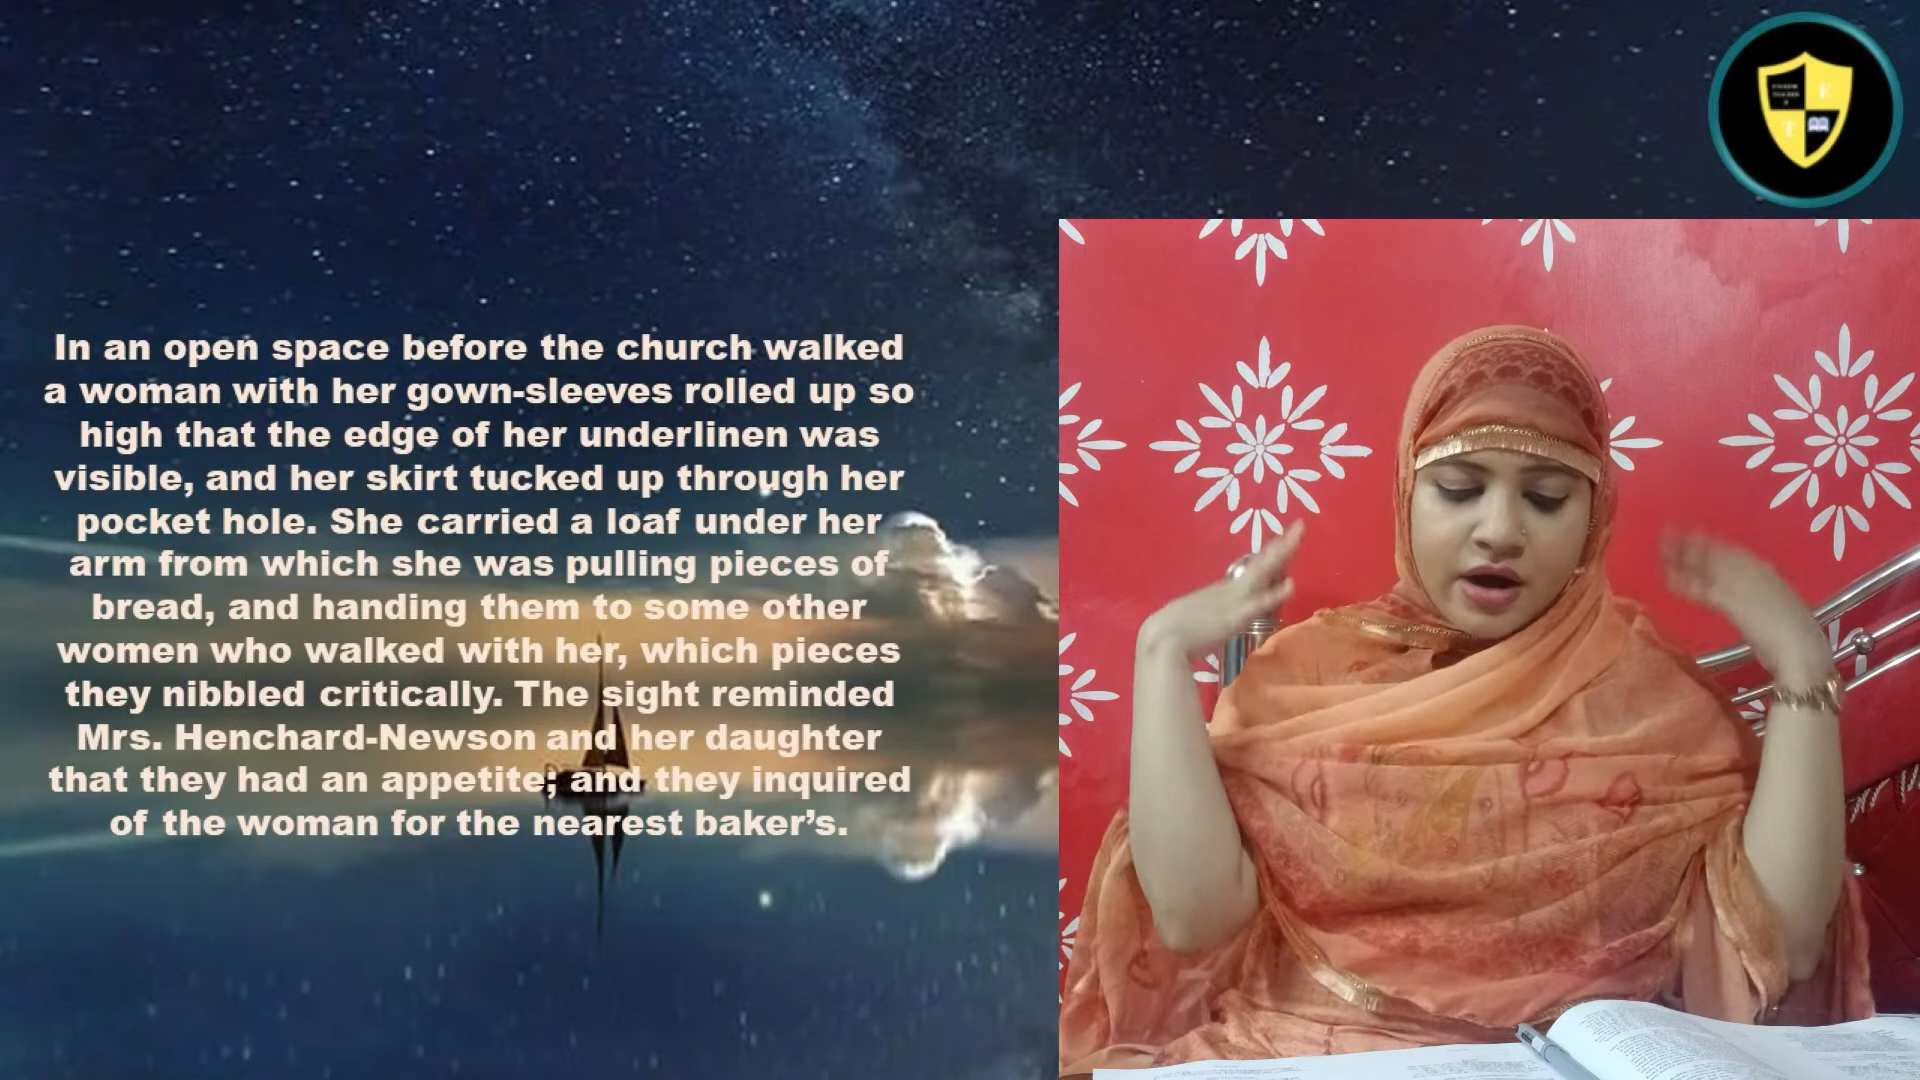 In an open space before the church walked
a woman with her gown-sleeves rolled up so
high that the edge of her underlinen was
visible, and her skirt tucked up through her
pocket hole. She carried a loaf under her
arm from which she was pulling pieces of
bread, and handing them to some other
women who walked with her, which pieces
they nibbled critically. The sight reminded
Mrs. Henchard-Newson and her daughter
that they had an appetite; and they inquired
of the woman for the nearest baker’s.
E
T